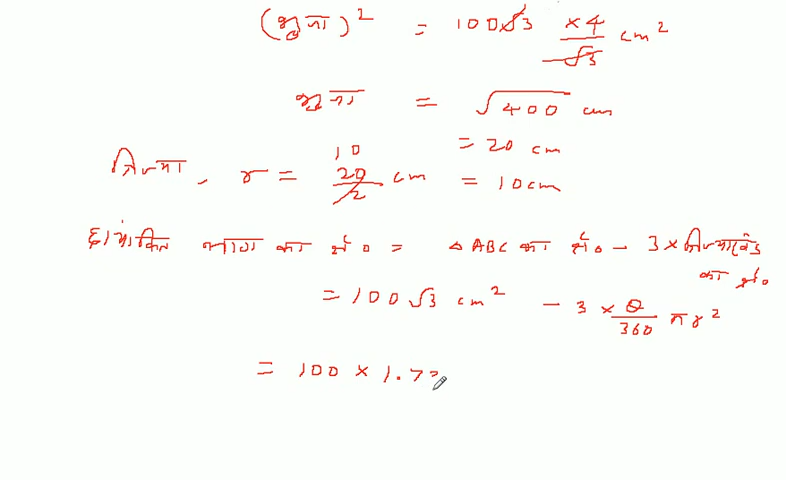 (भुजा)² = 100√3 × 4/√3 cm²
भुजा = √400 cm
= 20 cm
त्रिज्या, r = 20/2 cm = 10cm
10
छायांकित भाग का क्षे० = △ABC का क्षे० - 3×त्रिज्यखंड का क्षे०
= 100√3 cm² - 3 × θ/360 πr²
= 100 × 1.73